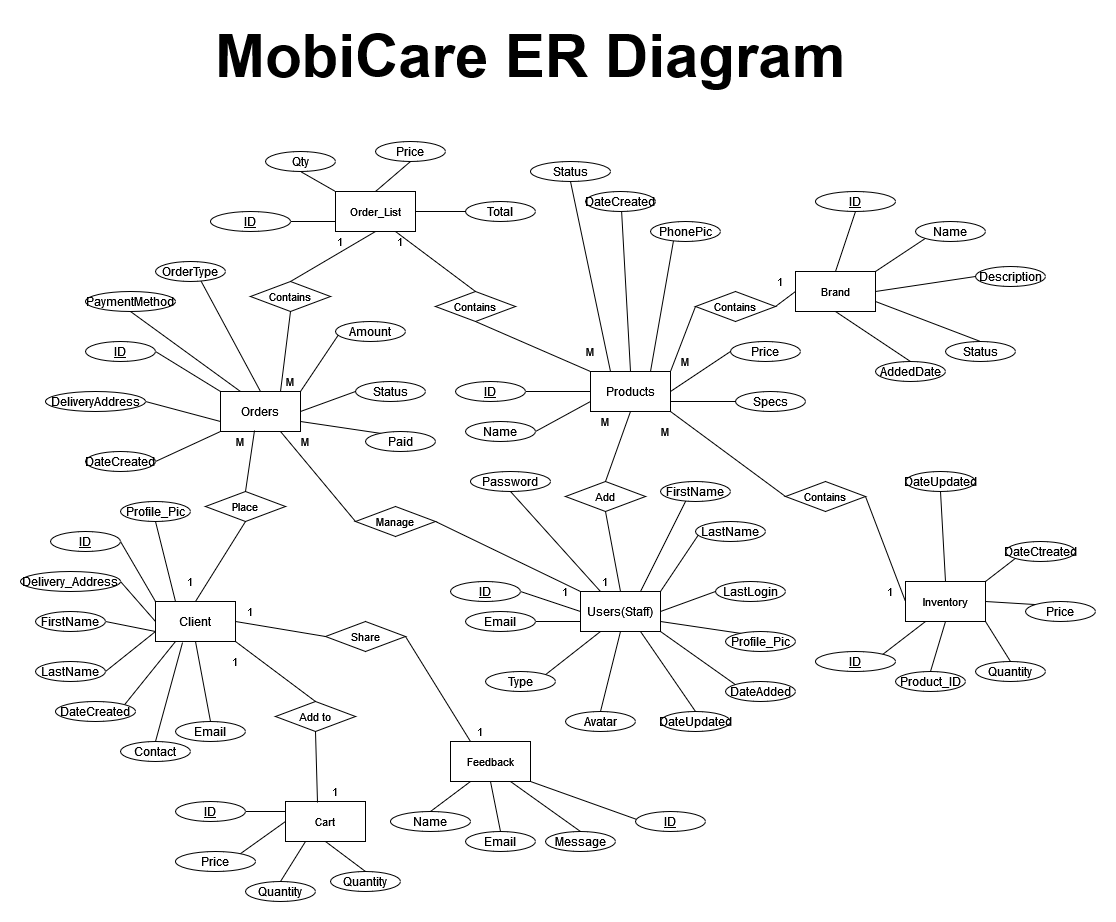 MobiCare ER Diagram
Qty
Price
ID
Order_List
Total
1
1
Status
DateCreated
PhonePic
ID
Name
Description
Status
AddedDate
Brand
1
Contains
M
OrderType
PaymentMethod
ID
DeliveryAddress
DateCreated
Contains
M
Amount
Status
Paid
Orders
M
M
Contains
M
Products
ID
Name
Price
Specs
M
M
Place
Manage
Add
Contains
Profile_Pic
ID
Delivery_Address
FirstName
LastName
DateCreated
Contact
Email
1
Client
1
1
Share
Add to
Password
FirstName
LastName
LastLogin
Profile_Pic
DateAdded
DateUpdated
Avatar
Type
Email
ID
1
1
Users(Staff)
DateUpdated
DateCtreated
Price
Quantity
Product_ID
ID
1
Inventory
1
Feedback
Name
Email
Message
ID
1
Cart
ID
Price
Quantity
Quantity